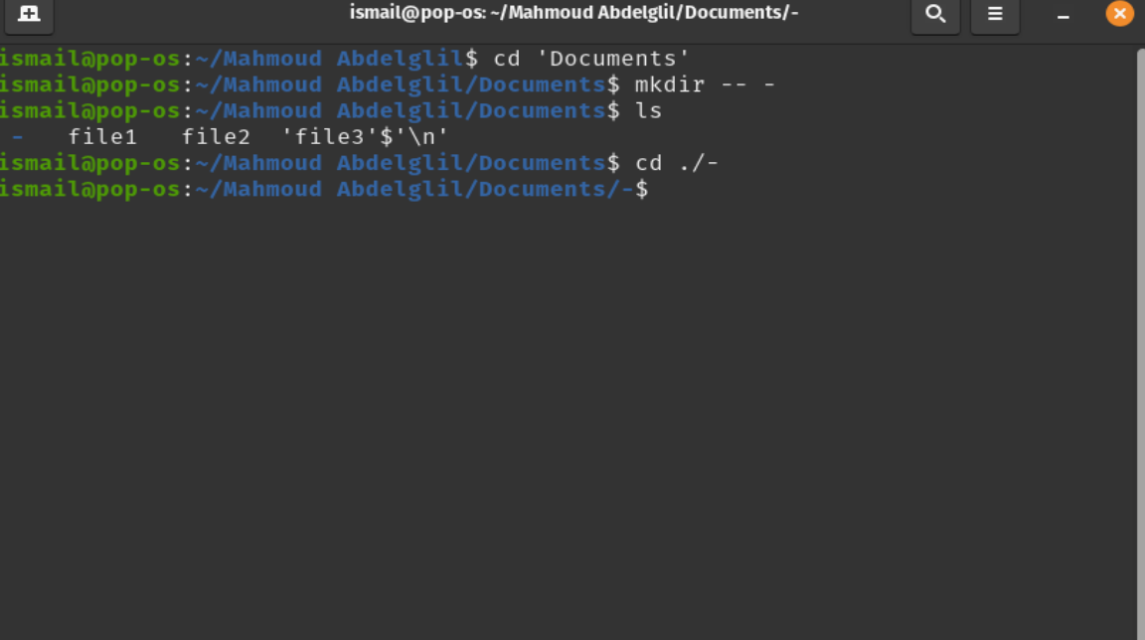 ismail@pop-os: ~/Mahmoud Abdelglil/Documents/-
ismail@pop-os:~/Mahmoud Abdelglil$ cd 'Documents'
ismail@pop-os:~/Mahmoud Abdelglil/Documents$ mkdir -- -
ismail@pop-os:~/Mahmoud Abdelglil/Documents$ ls
-   file1   file2  'file3'$'\n'
ismail@pop-os:~/Mahmoud Abdelglil/Documents$ cd ./-
ismail@pop-os:~/Mahmoud Abdelglil/Documents/-$